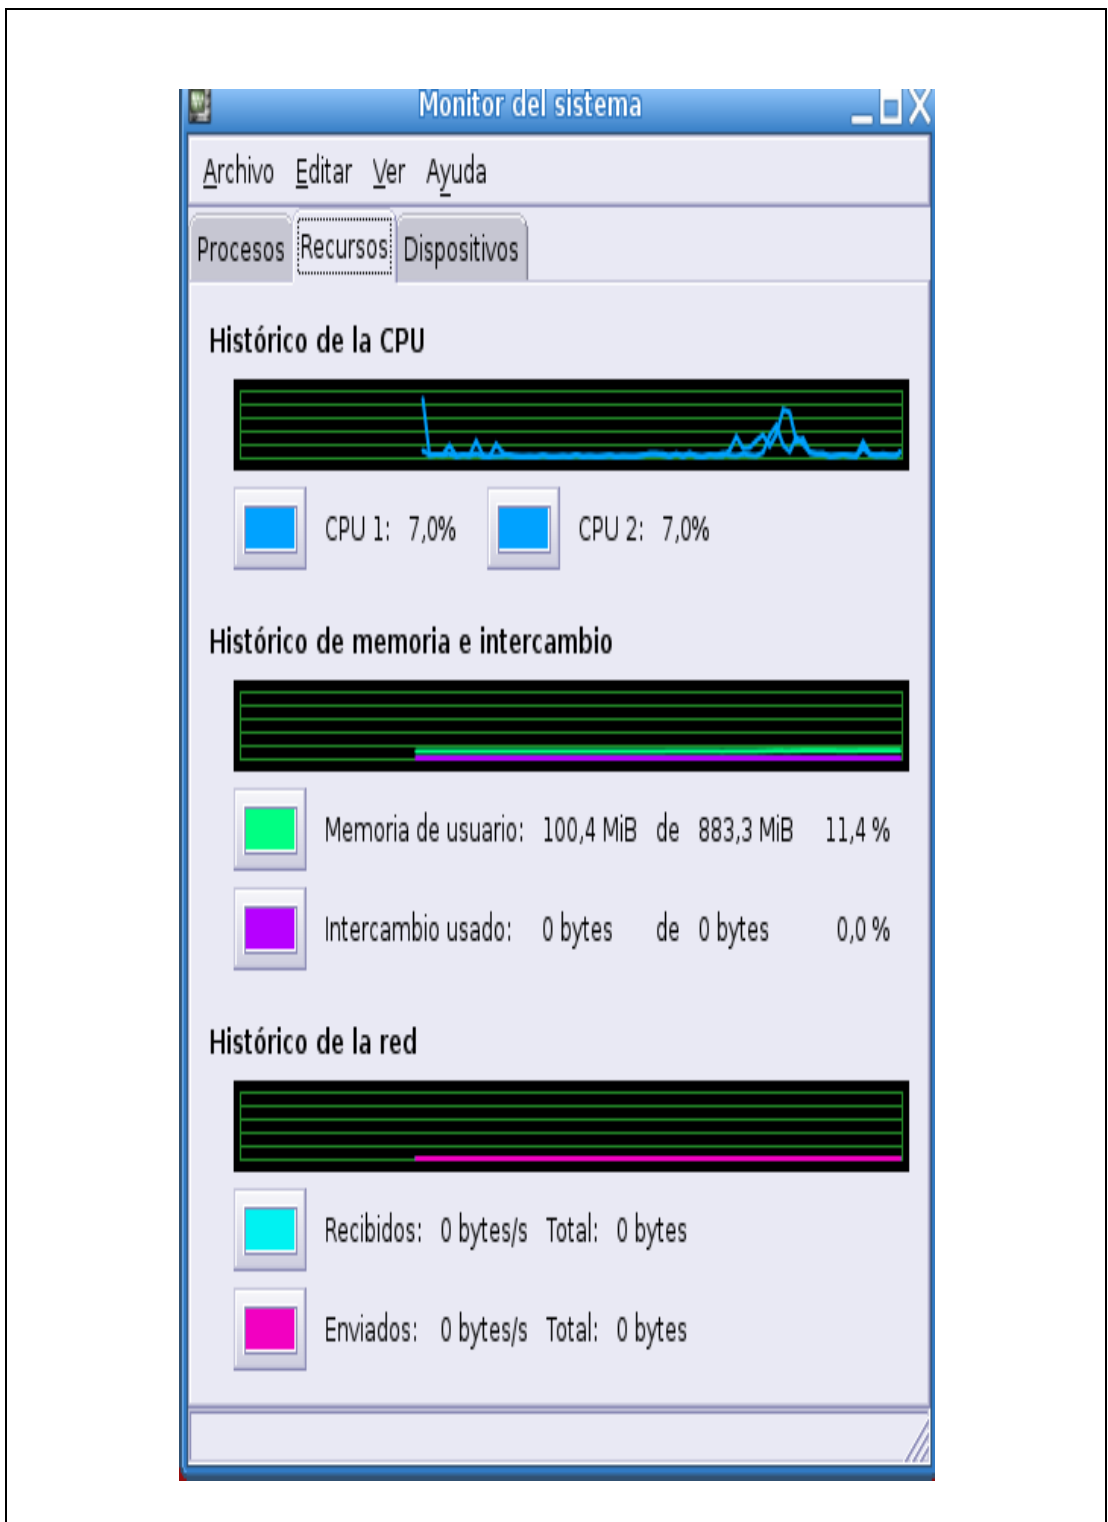 Monitor del sistema
Archivo Editar Ver Ayuda
Procesos Recursos Dispositivos
Histórico de la CPU
CPU 1: 7,0% CPU 2: 7,0%
Histórico de memoria e intercambio
Memoria de usuario: 100,4 MiB de 883,3 MiB 11,4 %
Intercambio usado: 0 bytes de 0 bytes 0,0 %
Histórico de la red
Recibidos: 0 bytes/s Total: 0 bytes
Enviados: 0 bytes/s Total: 0 bytes